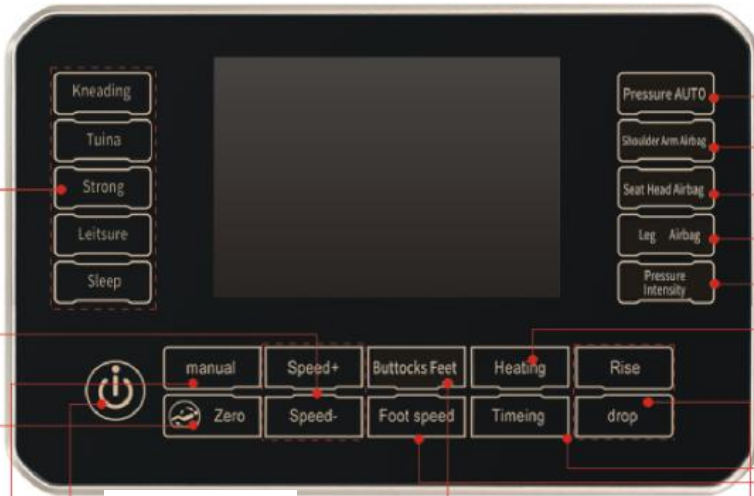 Kneading
Tuina
Strong
Leitsure
Sleep
Pressure AUTO
Shoulder Arm Airbag
Seat Head Airbag
Leg Airbag
Pressure
Intensity
manual
Speed+
Buttocks Feet
Heating
Rise
Zero
Speed-
Foot speed
Timeing
drop